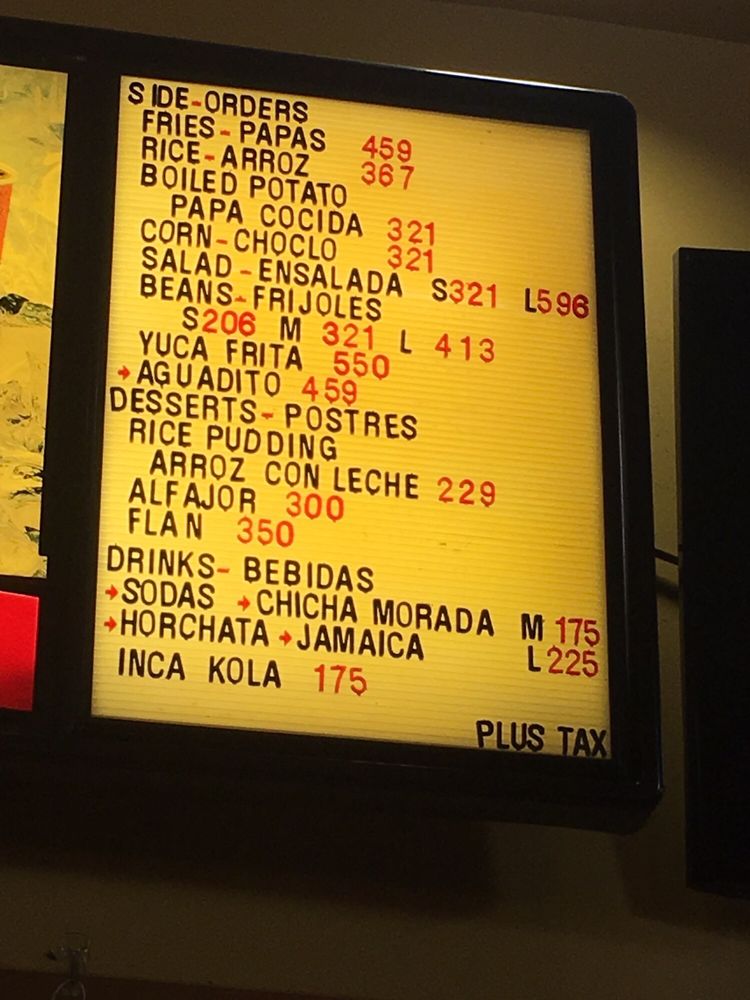 SIDE-ORDERS
FRIES-PAPAS 459
RICE-ARROZ 367
BOILED POTATO
PAPA COCIDA 321
CORN-CHOCLO 321
SALAD-ENSALADA S321 L596
BEANS-FRIJOLES
S206 M 321 L 413
YUCA FRITA 550
→AGUADITO 459
DESSERTS-POSTRES
RICE PUDDING
ARROZ CON LECHE 229
ALFAJOR 300
FLAN 350
DRINKS-BEBIDAS
→SODAS →CHICHA MORADA M 175
→HORCHATA →JAMAICA L225
INCA KOLA 175
PLUS TAX